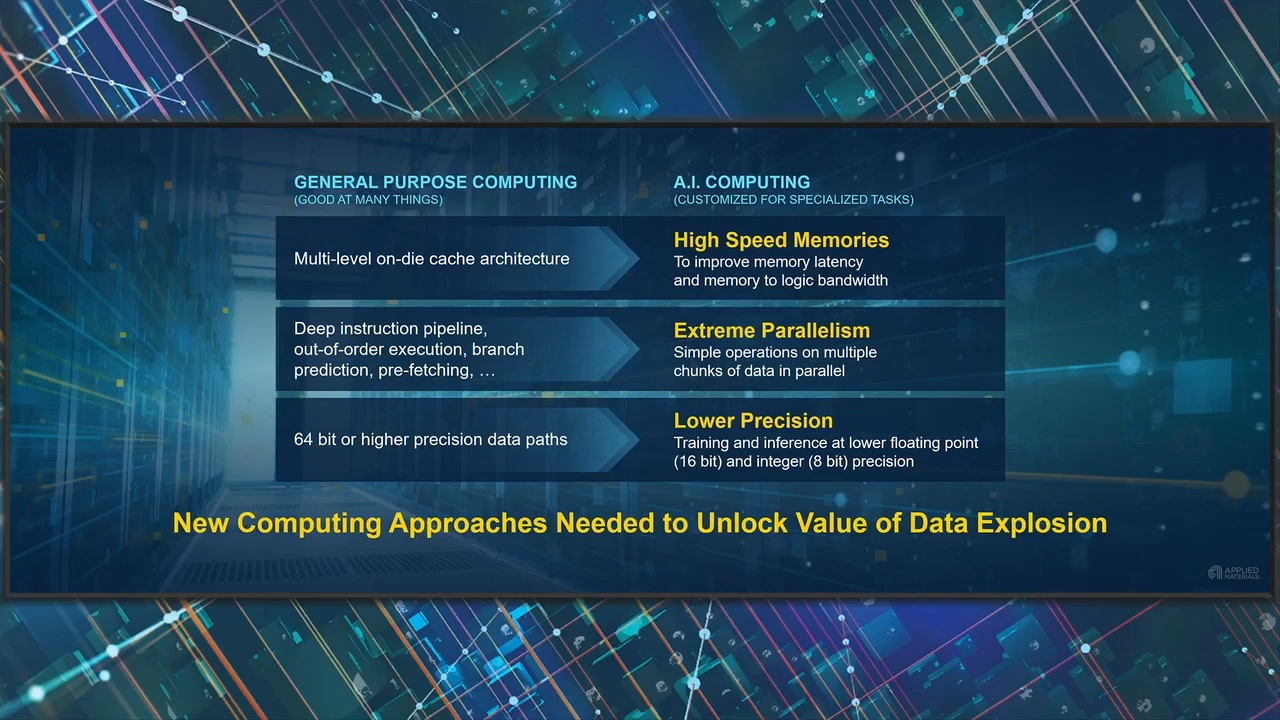 GENERAL PURPOSE COMPUTING
(GOOD AT MANY THINGS)
A.I. COMPUTING
(CUSTOMIZED FOR SPECIALIZED TASKS)
Multi-level on-die cache architecture
High Speed Memories
To improve memory latency
and memory to logic bandwidth
Deep instruction pipeline,
out-of-order execution, branch
prediction, pre-fetching, …
Extreme Parallelism
Simple operations on multiple
chunks of data in parallel
64 bit or higher precision data paths
Lower Precision
Training and inference at lower floating point
(16 bit) and integer (8 bit) precision
New Computing Approaches Needed to Unlock Value of Data Explosion
APPLIED
MATERIALS